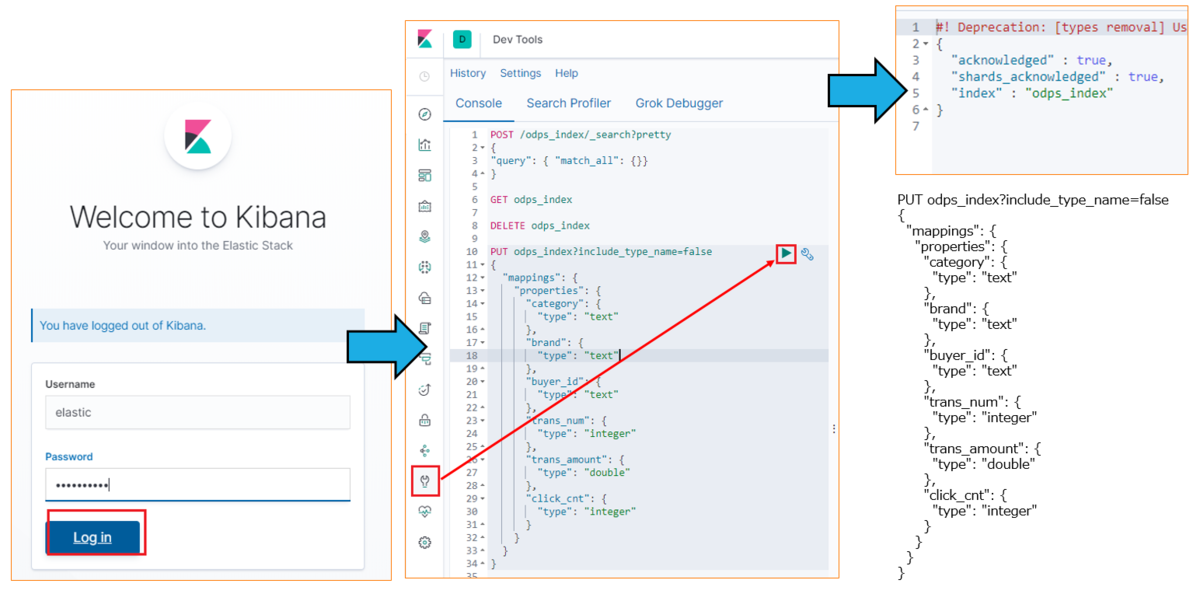 Welcome to Kibana
Your window into the Elastic Stack
You have logged out of Kibana.
Username
elastic
Password
••••••••••
Log in
D
Dev Tools
History Settings Help
Console Search Profiler Grok Debugger
1 POST /odps_index/_search?pretty
2 {
3 "query": { "match_all": {}}
4 }
5
6 GET odps_index
7
8 DELETE odps_index
9
10 PUT odps_index?include_type_name=false
11 {
12 "mappings": {
13 "properties": {
14 "category": {
15 "type": "text"
16 },
17 "brand": {
18 "type": "text"
19 },
20 "buyer_id": {
21 "type": "text"
22 },
23 "trans_num": {
24 "type": "integer"
25 },
26 "trans_amount": {
27 "type": "double"
28 },
29 "click_cnt": {
30 "type": "integer"
31 }
32 }
33 }
34 }
35
1 #! Deprecation: [types removal] Us
2 {
3 "acknowledged" : true,
4 "shards_acknowledged" : true,
5 "index" : "odps_index"
6 }
7
PUT odps_index?include_type_name=false
{
"mappings": {
"properties": {
"category": {
"type": "text"
},
"brand": {
"type": "text"
},
"buyer_id": {
"type": "text"
},
"trans_num": {
"type": "integer"
},
"trans_amount": {
"type": "double"
},
"click_cnt": {
"type": "integer"
}
}
}
}